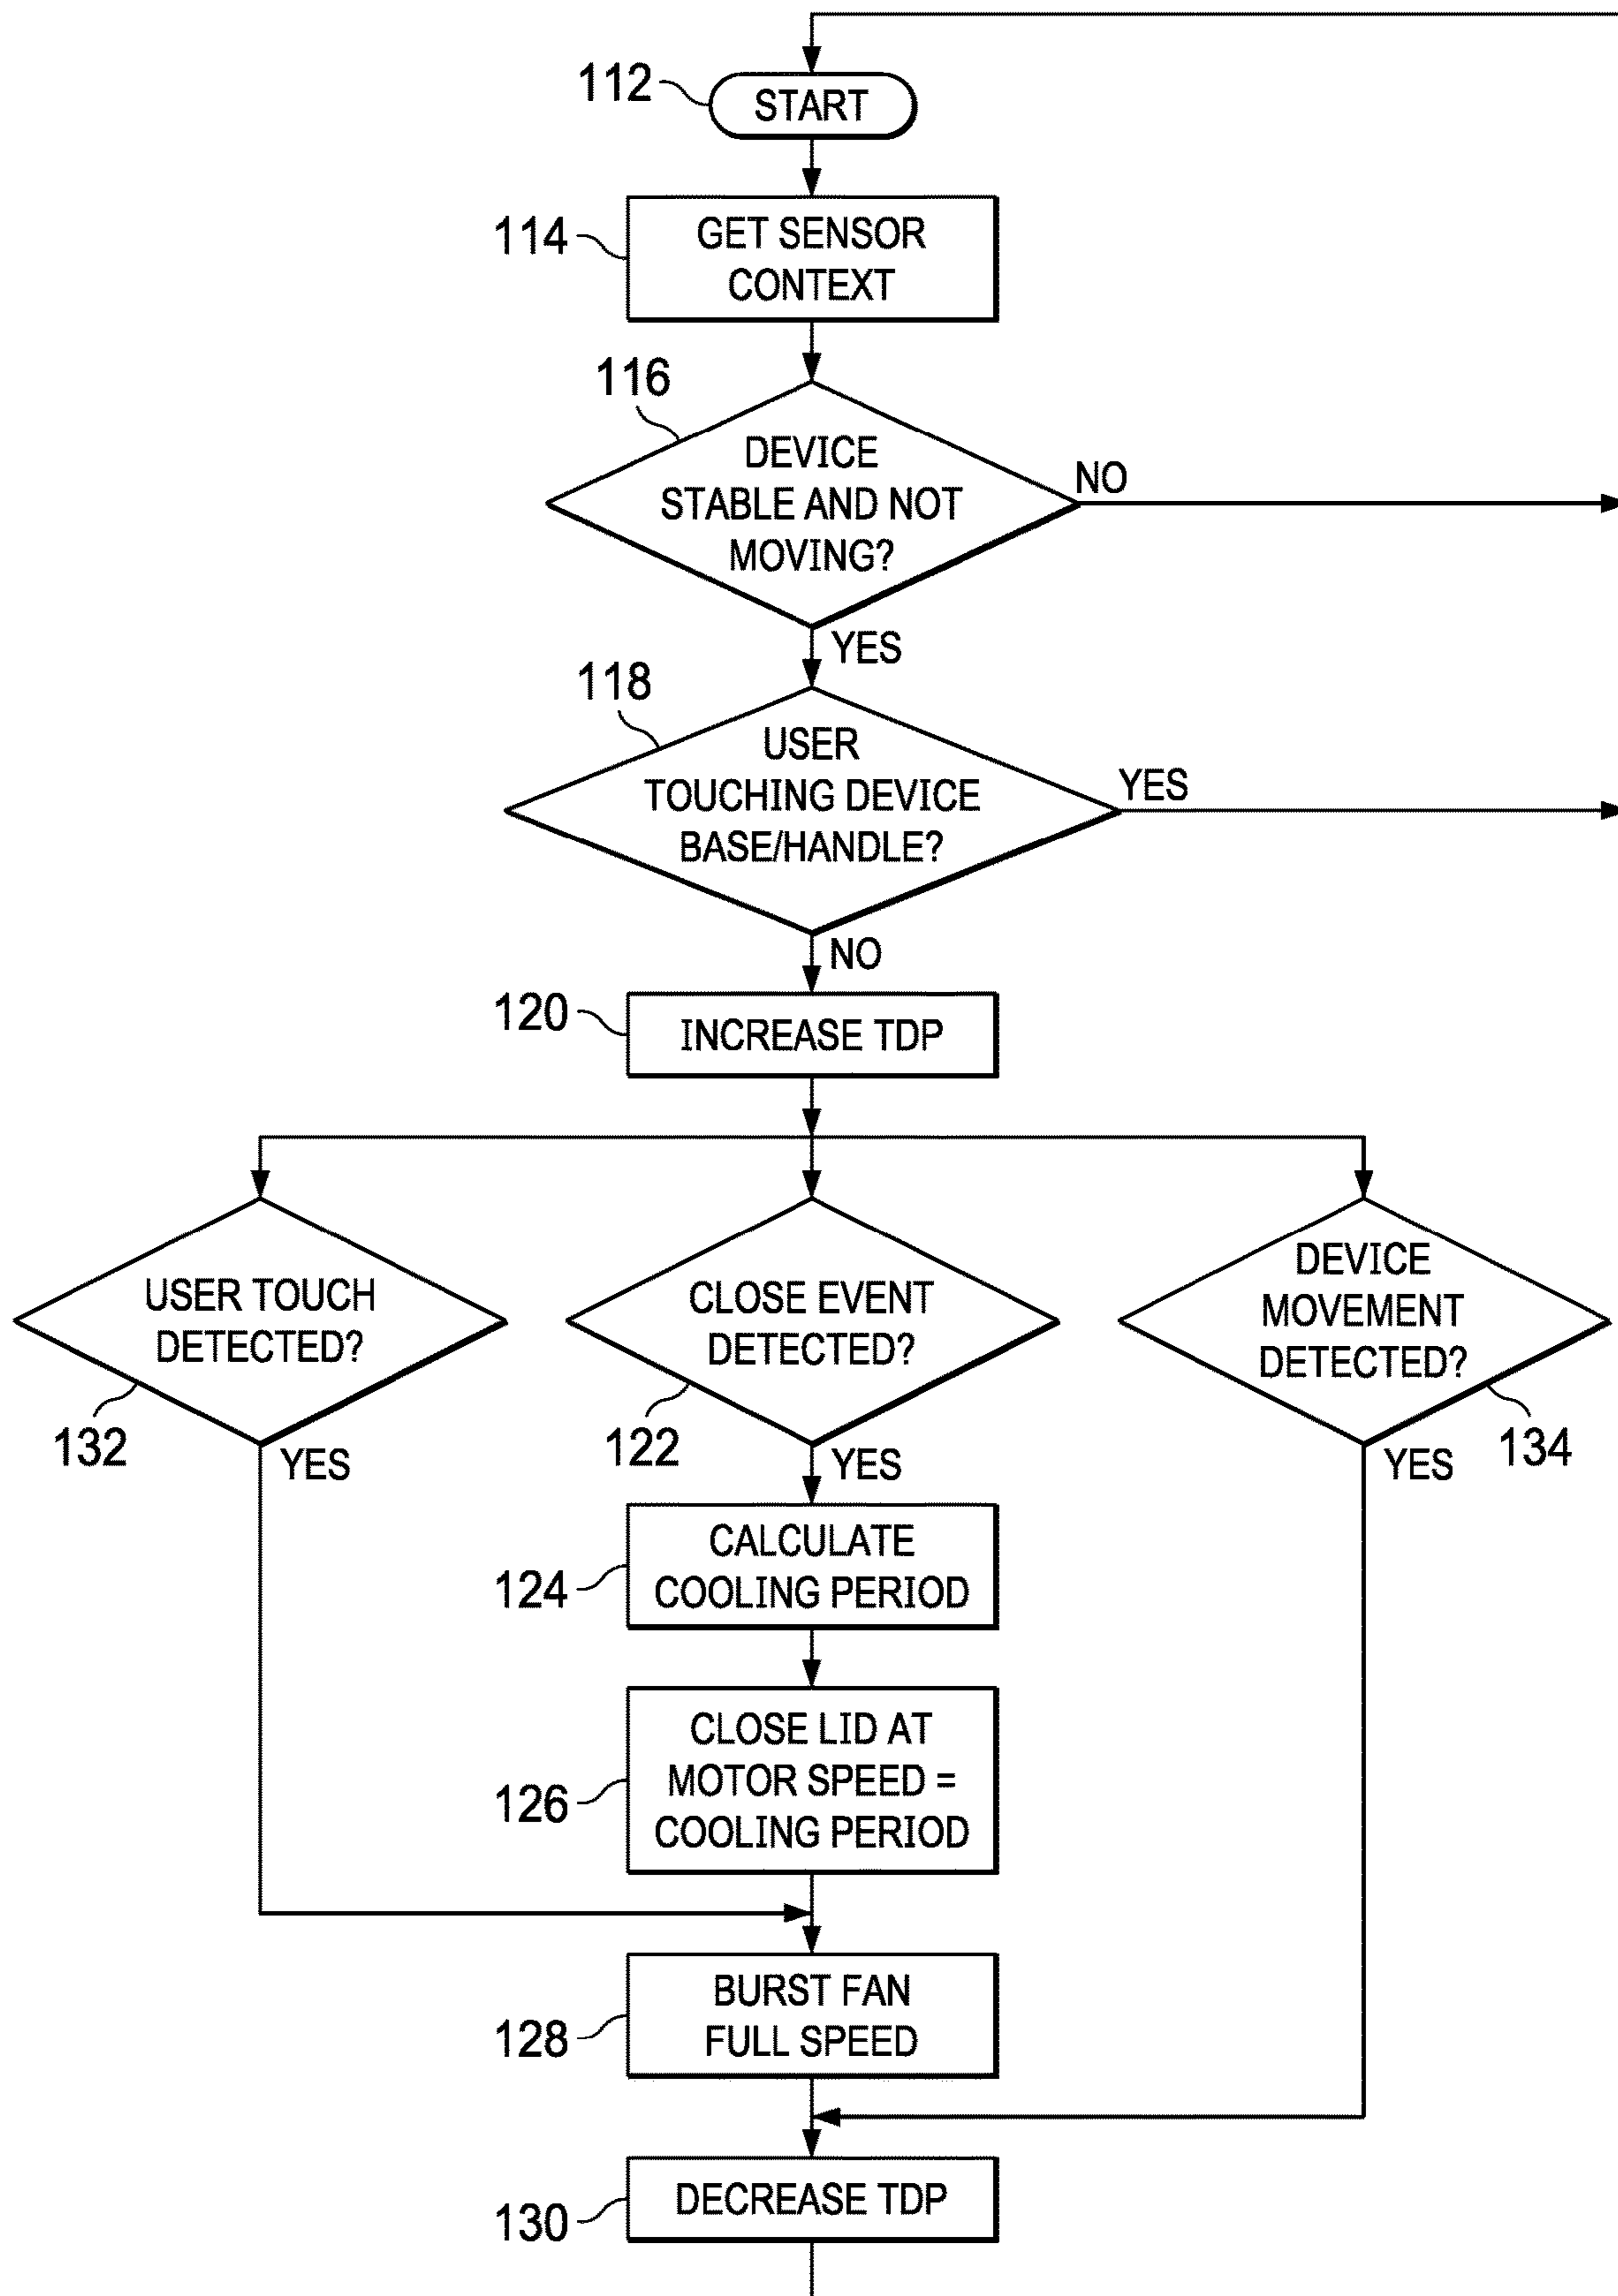 112
START
114
GET SENSOR
CONTEXT
116
DEVICE
STABLE AND NOT
MOVING?
NO
YES
118
USER
TOUCHING DEVICE
BASE/HANDLE?
YES
NO
120
INCREASE TDP
USER TOUCH
DETECTED?
132
YES
CLOSE EVENT
DETECTED?
122
YES
DEVICE
MOVEMENT
DETECTED?
134
YES
124
CALCULATE
COOLING PERIOD
126
CLOSE LID AT
MOTOR SPEED =
COOLING PERIOD
128
BURST FAN
FULL SPEED
130
DECREASE TDP